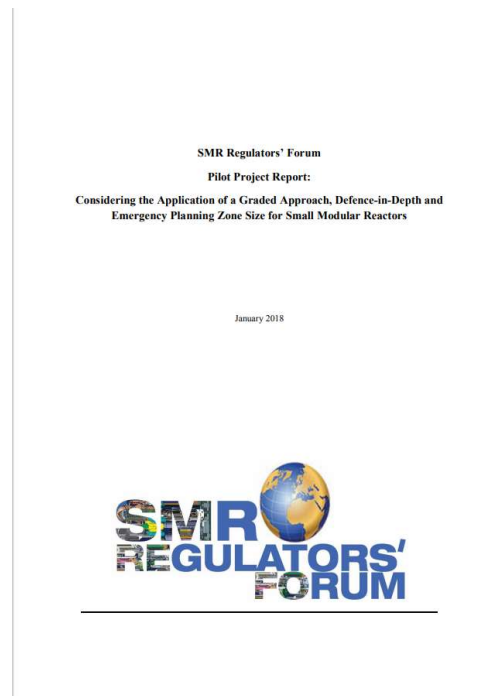 SMR Regulators’ Forum
Pilot Project Report:
Considering the Application of a Graded Approach, Defence-in-Depth and
Emergency Planning Zone Size for Small Modular Reactors
January 2018
SMR
REGULATORS’
FORUM